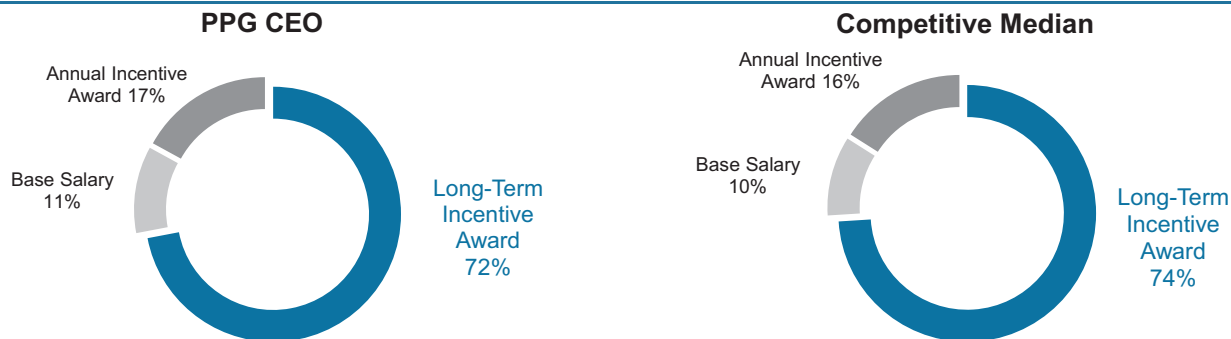 PPG CEO
Annual Incentive
Award 17%
Base Salary
11%
Long-Term
Incentive
Award
72%
Competitive Median
Annual Incentive
Award 16%
Base Salary
10%
Long-Term
Incentive
Award
74%